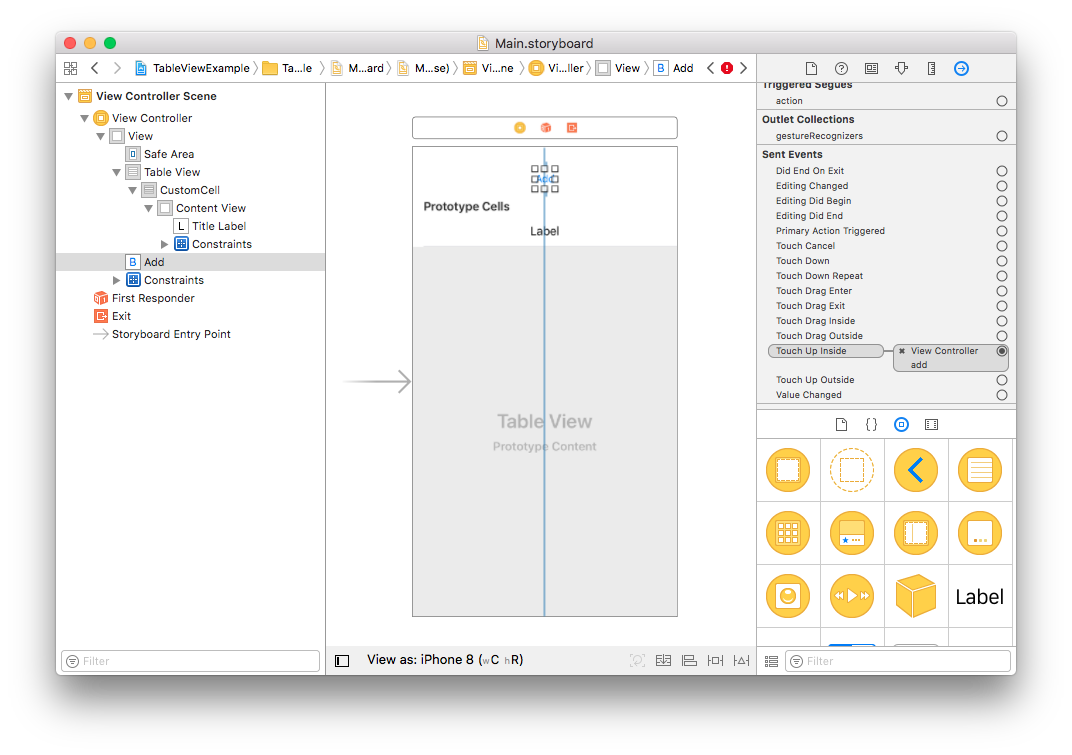 Main.storyboard
TableViewExample
Ta...le
M...ard
M...se)
Vi...ne
Vi...ller
View
B
Add
View Controller Scene
View Controller
View
Safe Area
Table View
CustomCell
Content View
L
Title Label
Constraints
B
Add
Constraints
First Responder
Exit
Storyboard Entry Point
Filter
Add
Prototype Cells
Label
Table View
Prototype Content
View as: iPhone 8 (wC hR)
Triggered Segues
action
Outlet Collections
gestureRecognizers
Sent Events
Did End On Exit
Editing Changed
Editing Did Begin
Editing Did End
Primary Action Triggered
Touch Cancel
Touch Down
Touch Down Repeat
Touch Drag Enter
Touch Drag Exit
Touch Drag Inside
Touch Drag Outside
Touch Up Inside
View Controller
add
Touch Up Outside
Value Changed
{ }
Label
Filter